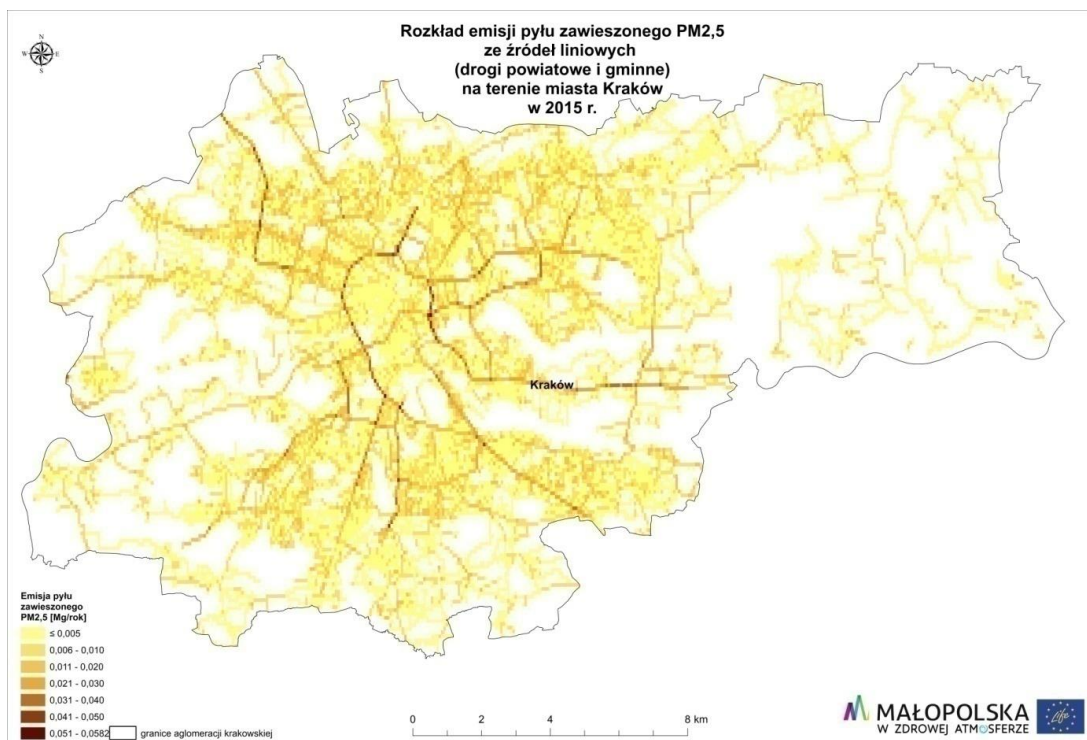 Rozkład emisji pyłu zawieszonego PM2,5
ze źródeł liniowych
(drogi powiatowe i gminne)
na terenie miasta Kraków
w 2015 r.
N
W E
S
Kraków
Emisja pyłu
zawieszonego
PM2,5 [Mg/rok]
≤ 0,005
0,006 - 0,010
0,011 - 0,020
0,021 - 0,030
0,031 - 0,040
0,041 - 0,050
0,051 - 0,0582
granice aglomeracji krakowskiej
0 2 4 8 km
MAŁOPOLSKA
W ZDROWEJ ATMOSFERZE
Life